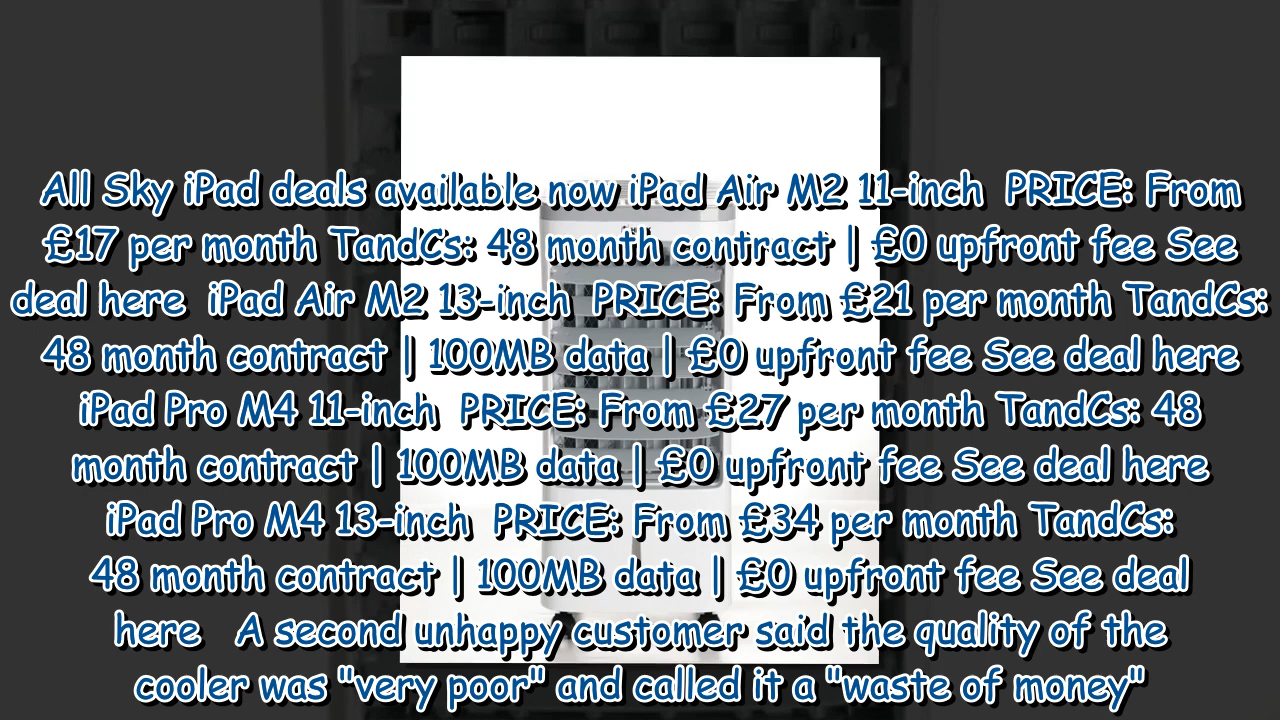 All Sky iPad deals available now iPad Air M2 11-inch PRICE: From
£17 per month TandCs: 48 month contract | £0 upfront fee See
deal here iPad Air M2 13-inch PRICE: From £21 per month TandCs:
48 month contract | 100MB data | £0 upfront fee See deal here
iPad Pro M4 11-inch PRICE: From £27 per month TandCs: 48
month contract | 100MB data | £0 upfront fee See deal here
iPad Pro M4 13-inch PRICE: From £34 per month TandCs:
48 month contract | 100MB data | £0 upfront fee See deal
here A second unhappy customer said the quality of the
cooler was "very poor" and called it a "waste of money"